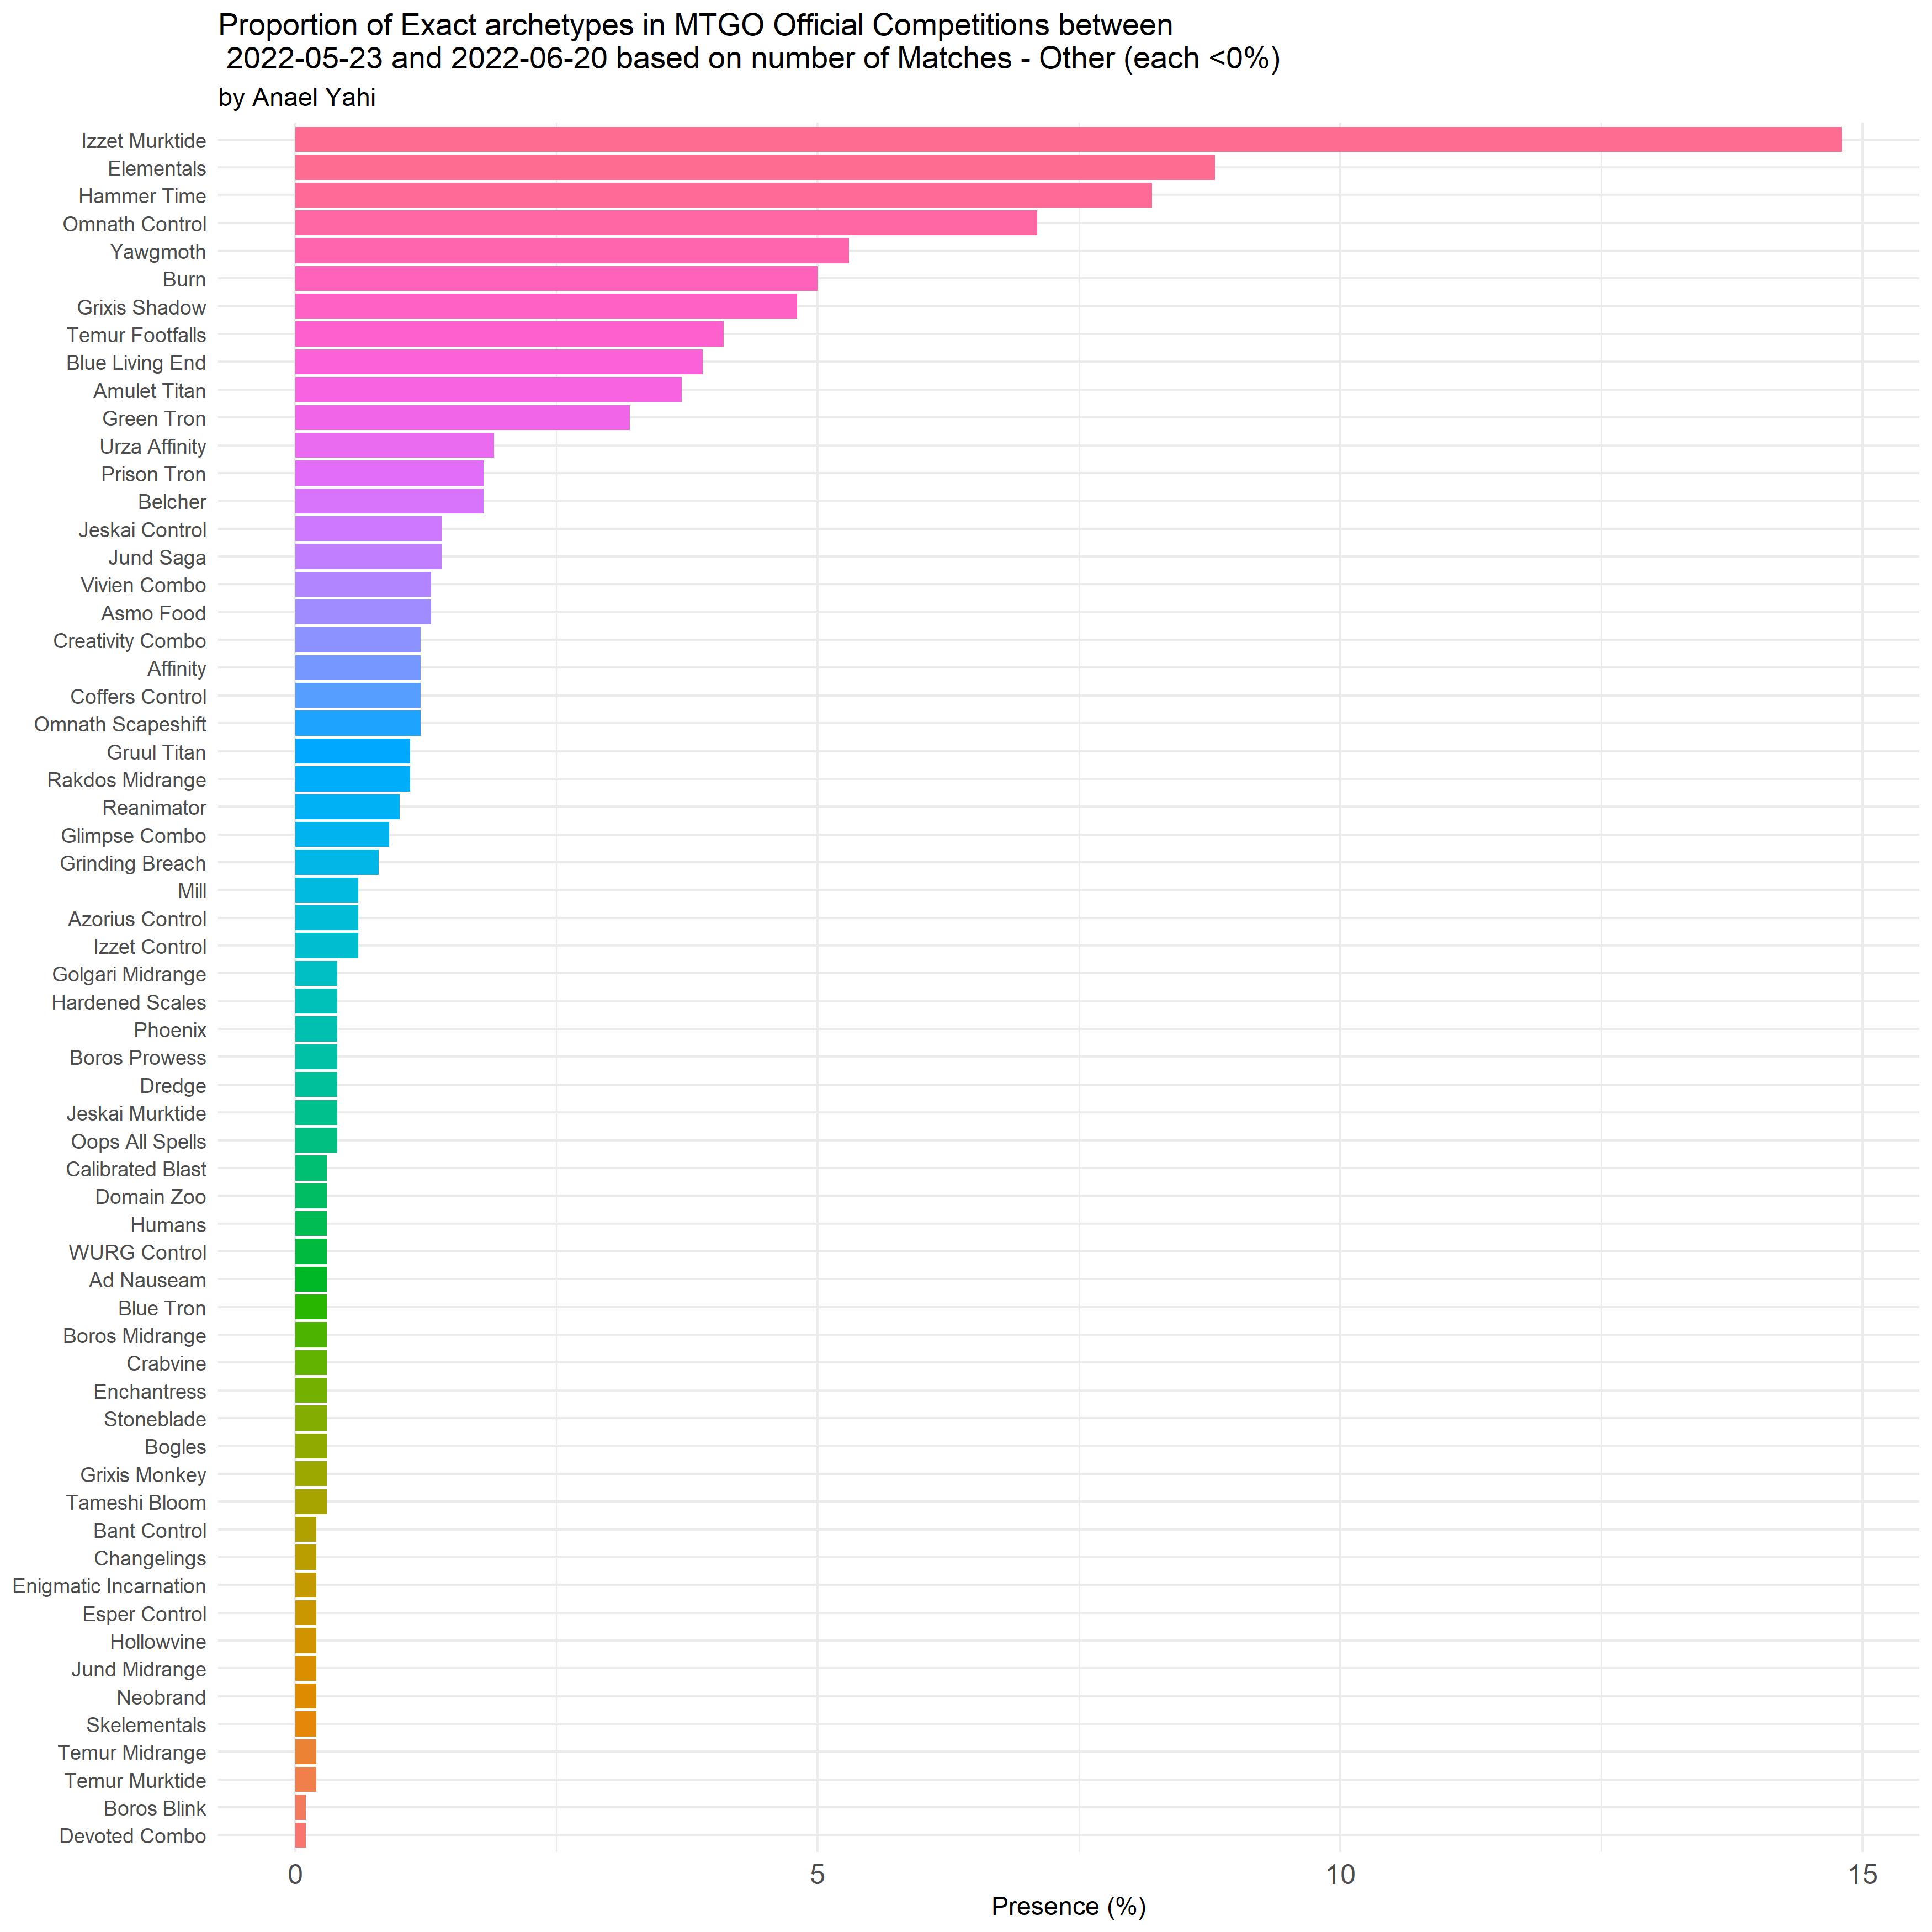 Proportion of Exact archetypes in MTGO Official Competitions between
2022-05-23 and 2022-06-20 based on number of Matches - Other (each <0%)
by Anael Yahi
Izzet Murktide
Elementals
Hammer Time
Omnath Control
Yawgmoth
Burn
Grixis Shadow
Temur Footfalls
Blue Living End
Amulet Titan
Green Tron
Urza Affinity
Prison Tron
Belcher
Jeskai Control
Jund Saga
Vivien Combo
Asmo Food
Creativity Combo
Affinity
Coffers Control
Omnath Scapeshift
Gruul Titan
Rakdos Midrange
Reanimator
Glimpse Combo
Grinding Breach
Mill
Azorius Control
Izzet Control
Golgari Midrange
Hardened Scales
Phoenix
Boros Prowess
Dredge
Jeskai Murktide
Oops All Spells
Calibrated Blast
Domain Zoo
Humans
WURG Control
Ad Nauseam
Blue Tron
Boros Midrange
Crabvine
Enchantress
Stoneblade
Bogles
Grixis Monkey
Tameshi Bloom
Bant Control
Changelings
Enigmatic Incarnation
Esper Control
Hollowvine
Jund Midrange
Neobrand
Skelementals
Temur Midrange
Temur Murktide
Boros Blink
Devoted Combo
0 5 10 15
Presence (%)